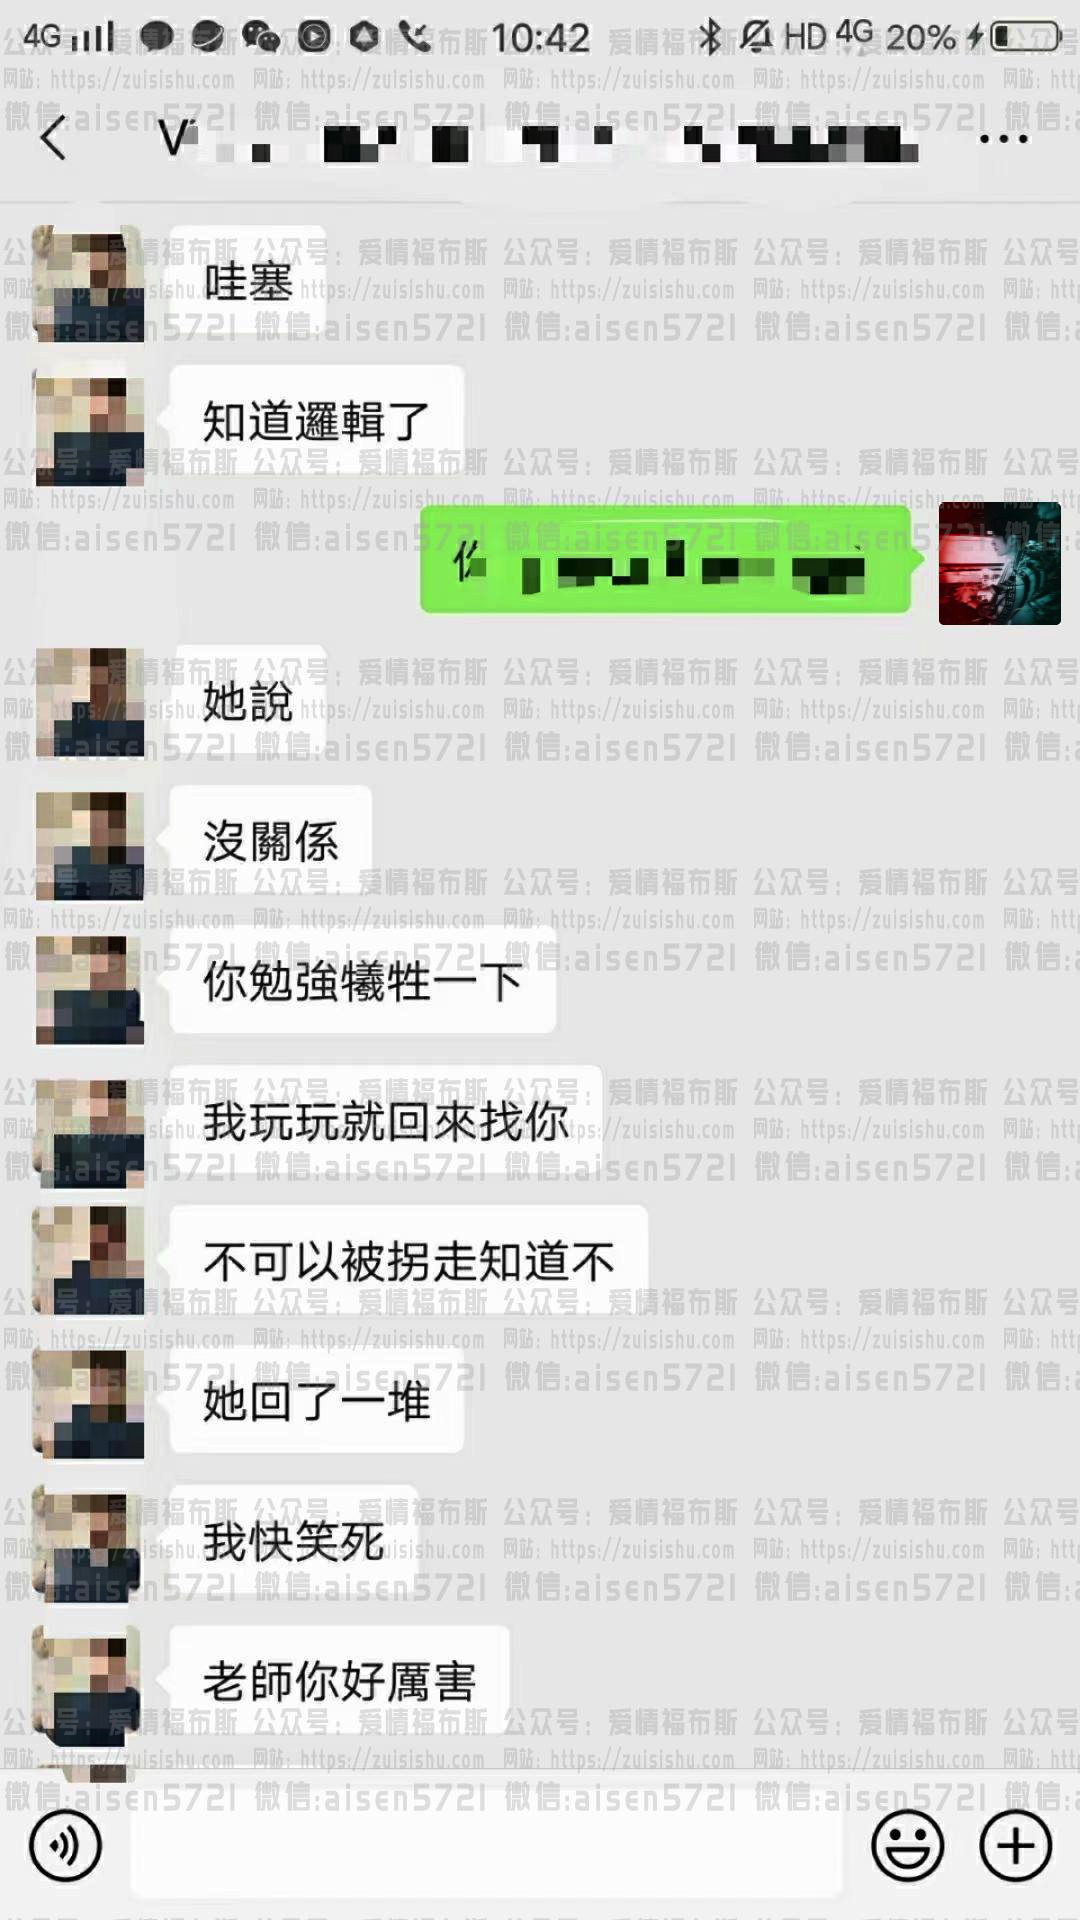 4G 10:42 HD 4G 20%
V
哇塞
知道邏輯了
她說
沒關係
你勉強犧牲一下
我玩玩就回來找你
不可以被拐走知道不
她回了一堆
我快笑死
老師你好厲害
公众号：爱情福布斯
网站：https://zuisishu.com
微信:aisen5721